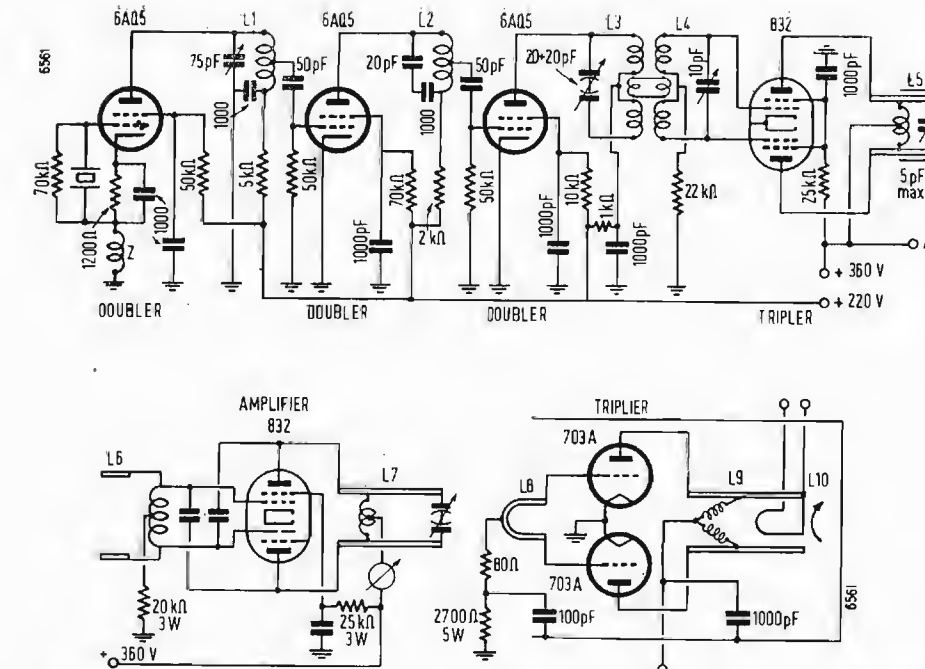 6AQ5
L1
6AQ5
L2
6AQ5
L3
L4
832
6561
75pF
50pF
20pF
50pF
20+20pF
10pF
1000pF
L5
1000
1000
70kΩ
50kΩ
5kΩ
50kΩ
70kΩ
2kΩ
50kΩ
10kΩ
1kΩ
22kΩ
25kΩ
5pF
max
1200Ω
1000
Z
1000pF
1000pF
1000pF
+ 360 V
+ 220 V
DOUBLER
DOUBLER
DOUBLER
TRIPLER
AMPLIFIER
832
TRIPLIER
703A
L6
L7
L8
L9
L10
80Ω
703A
20kΩ
3W
25kΩ
3W
2700Ω
5W
100pF
1000pF
6561
+ 360V